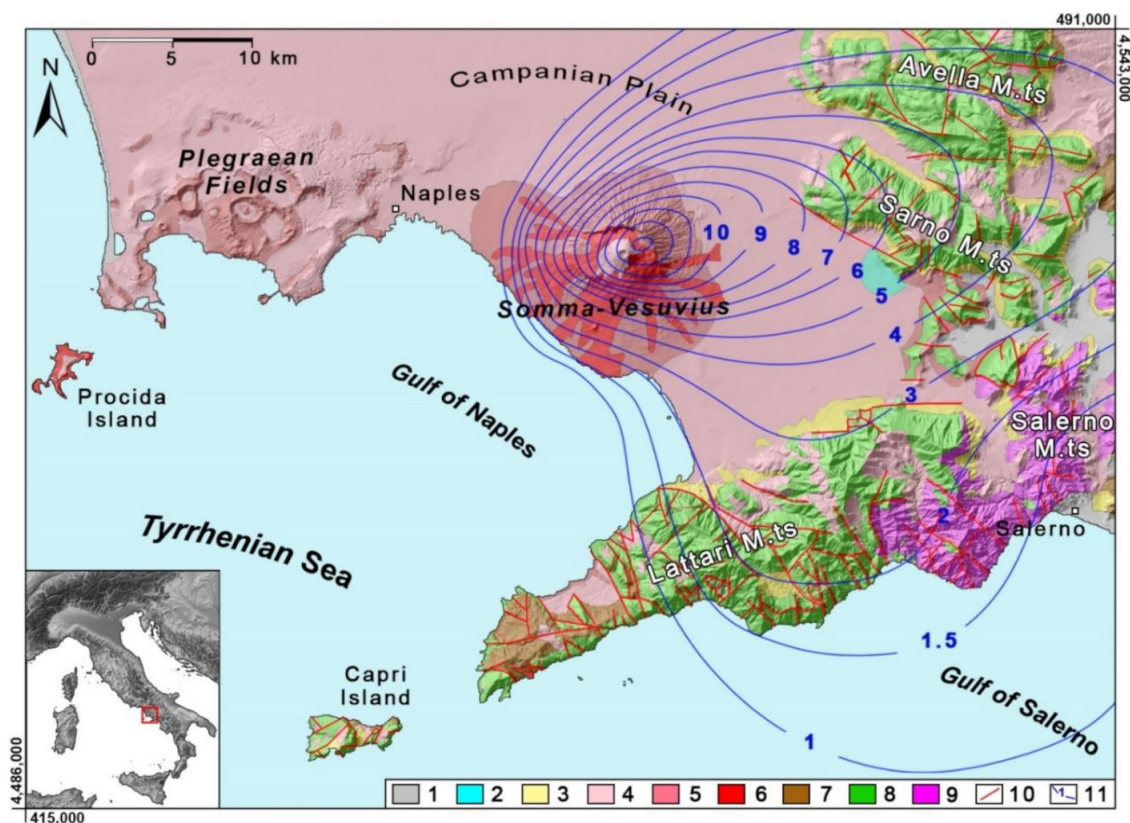 491,000
4,543,000
0 5 10 km
N
Campanian Plain
Avella M.ts
Plegraean
Fields
Naples
Sarno M.ts
10 9 8 7 6 5 4 3
Somma-Vesuvius
Gulf of Naples
Procida
Island
Salerno
M.ts
2
Salerno
Lattari M.ts
Tyrrhenian Sea
1.5
Capri
Island
Gulf of Salerno
1
4,486,000
1 2 3 4 5 6 7 8 9 10 1 11
415,000